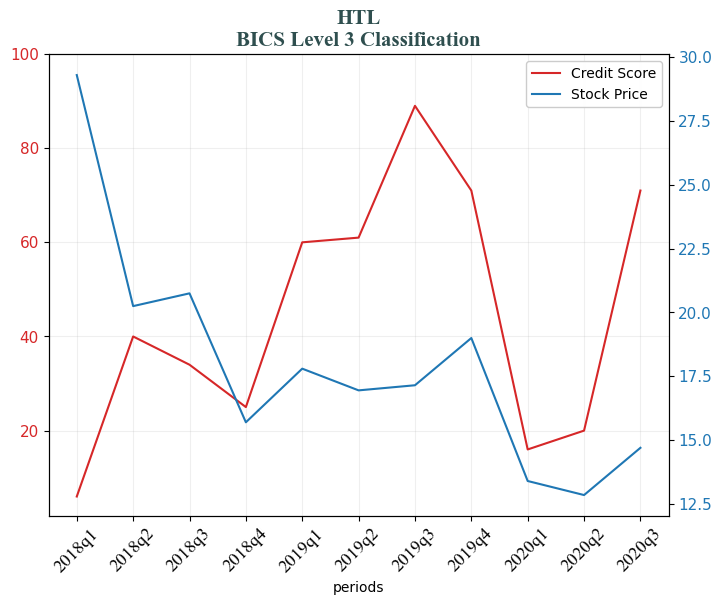 HTL
BICS Level 3 Classification
100
80
60
40
20
30.0
27.5
25.0
22.5
20.0
17.5
15.0
12.5
Credit Score
Stock Price
2018q1
2018q2
2018q3
2018q4
2019q1
2019q2
2019q3
2019q4
2020q1
2020q2
2020q3
periods